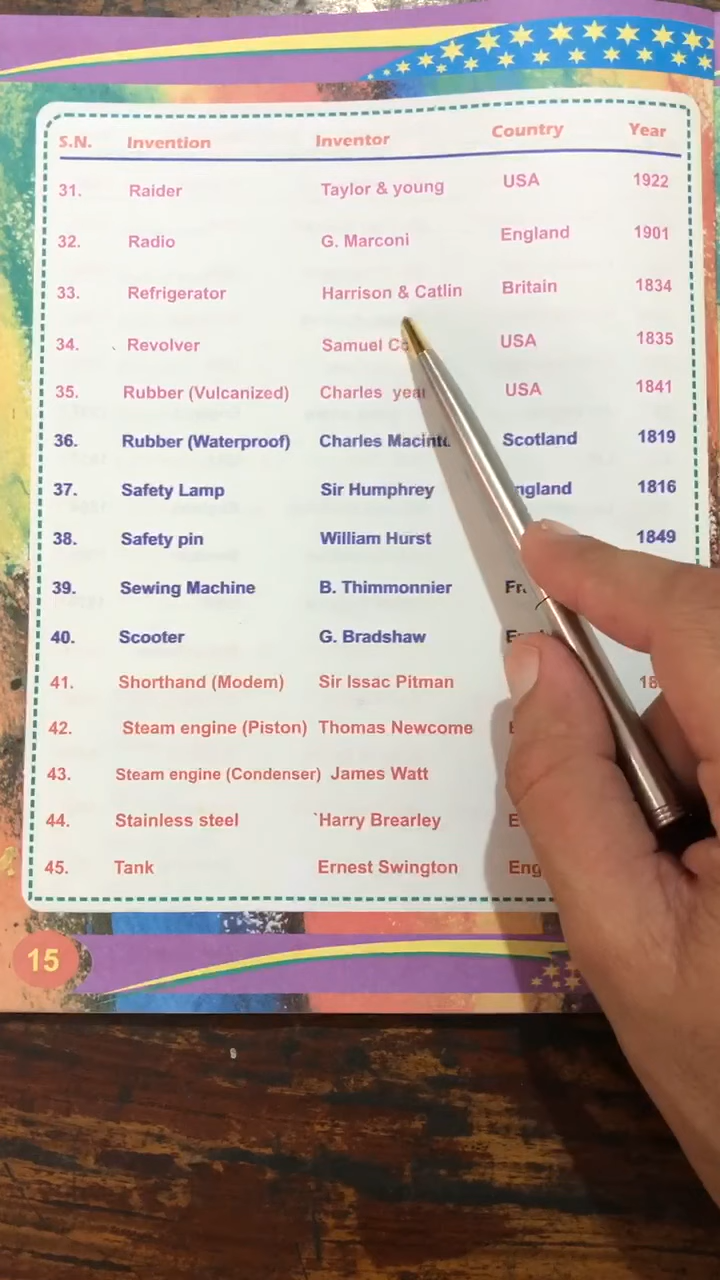 S.N. Invention Inventor Country Year
31. Raider Taylor & young USA 1922
32. Radio G. Marconi England 1901
33. Refrigerator Harrison & Catlin Britain 1834
34. Revolver Samuel USA 1835
35. Rubber (Vulcanized) Charles USA 1841
36. Rubber (Waterproof) Charles Scotland 1819
37. Safety Lamp Sir Humphrey 1816
38. Safety pin William Hurst 1849
39. Sewing Machine B. Thimmonnier
40. Scooter G. Bradshaw
41. Shorthand (Modem) Sir Issac Pitman
42. Steam engine (Piston) Thomas Newcome
43. Steam engine (Condenser) James Watt
44. Stainless steel Harry Brearley
45. Tank Ernest Swington
15